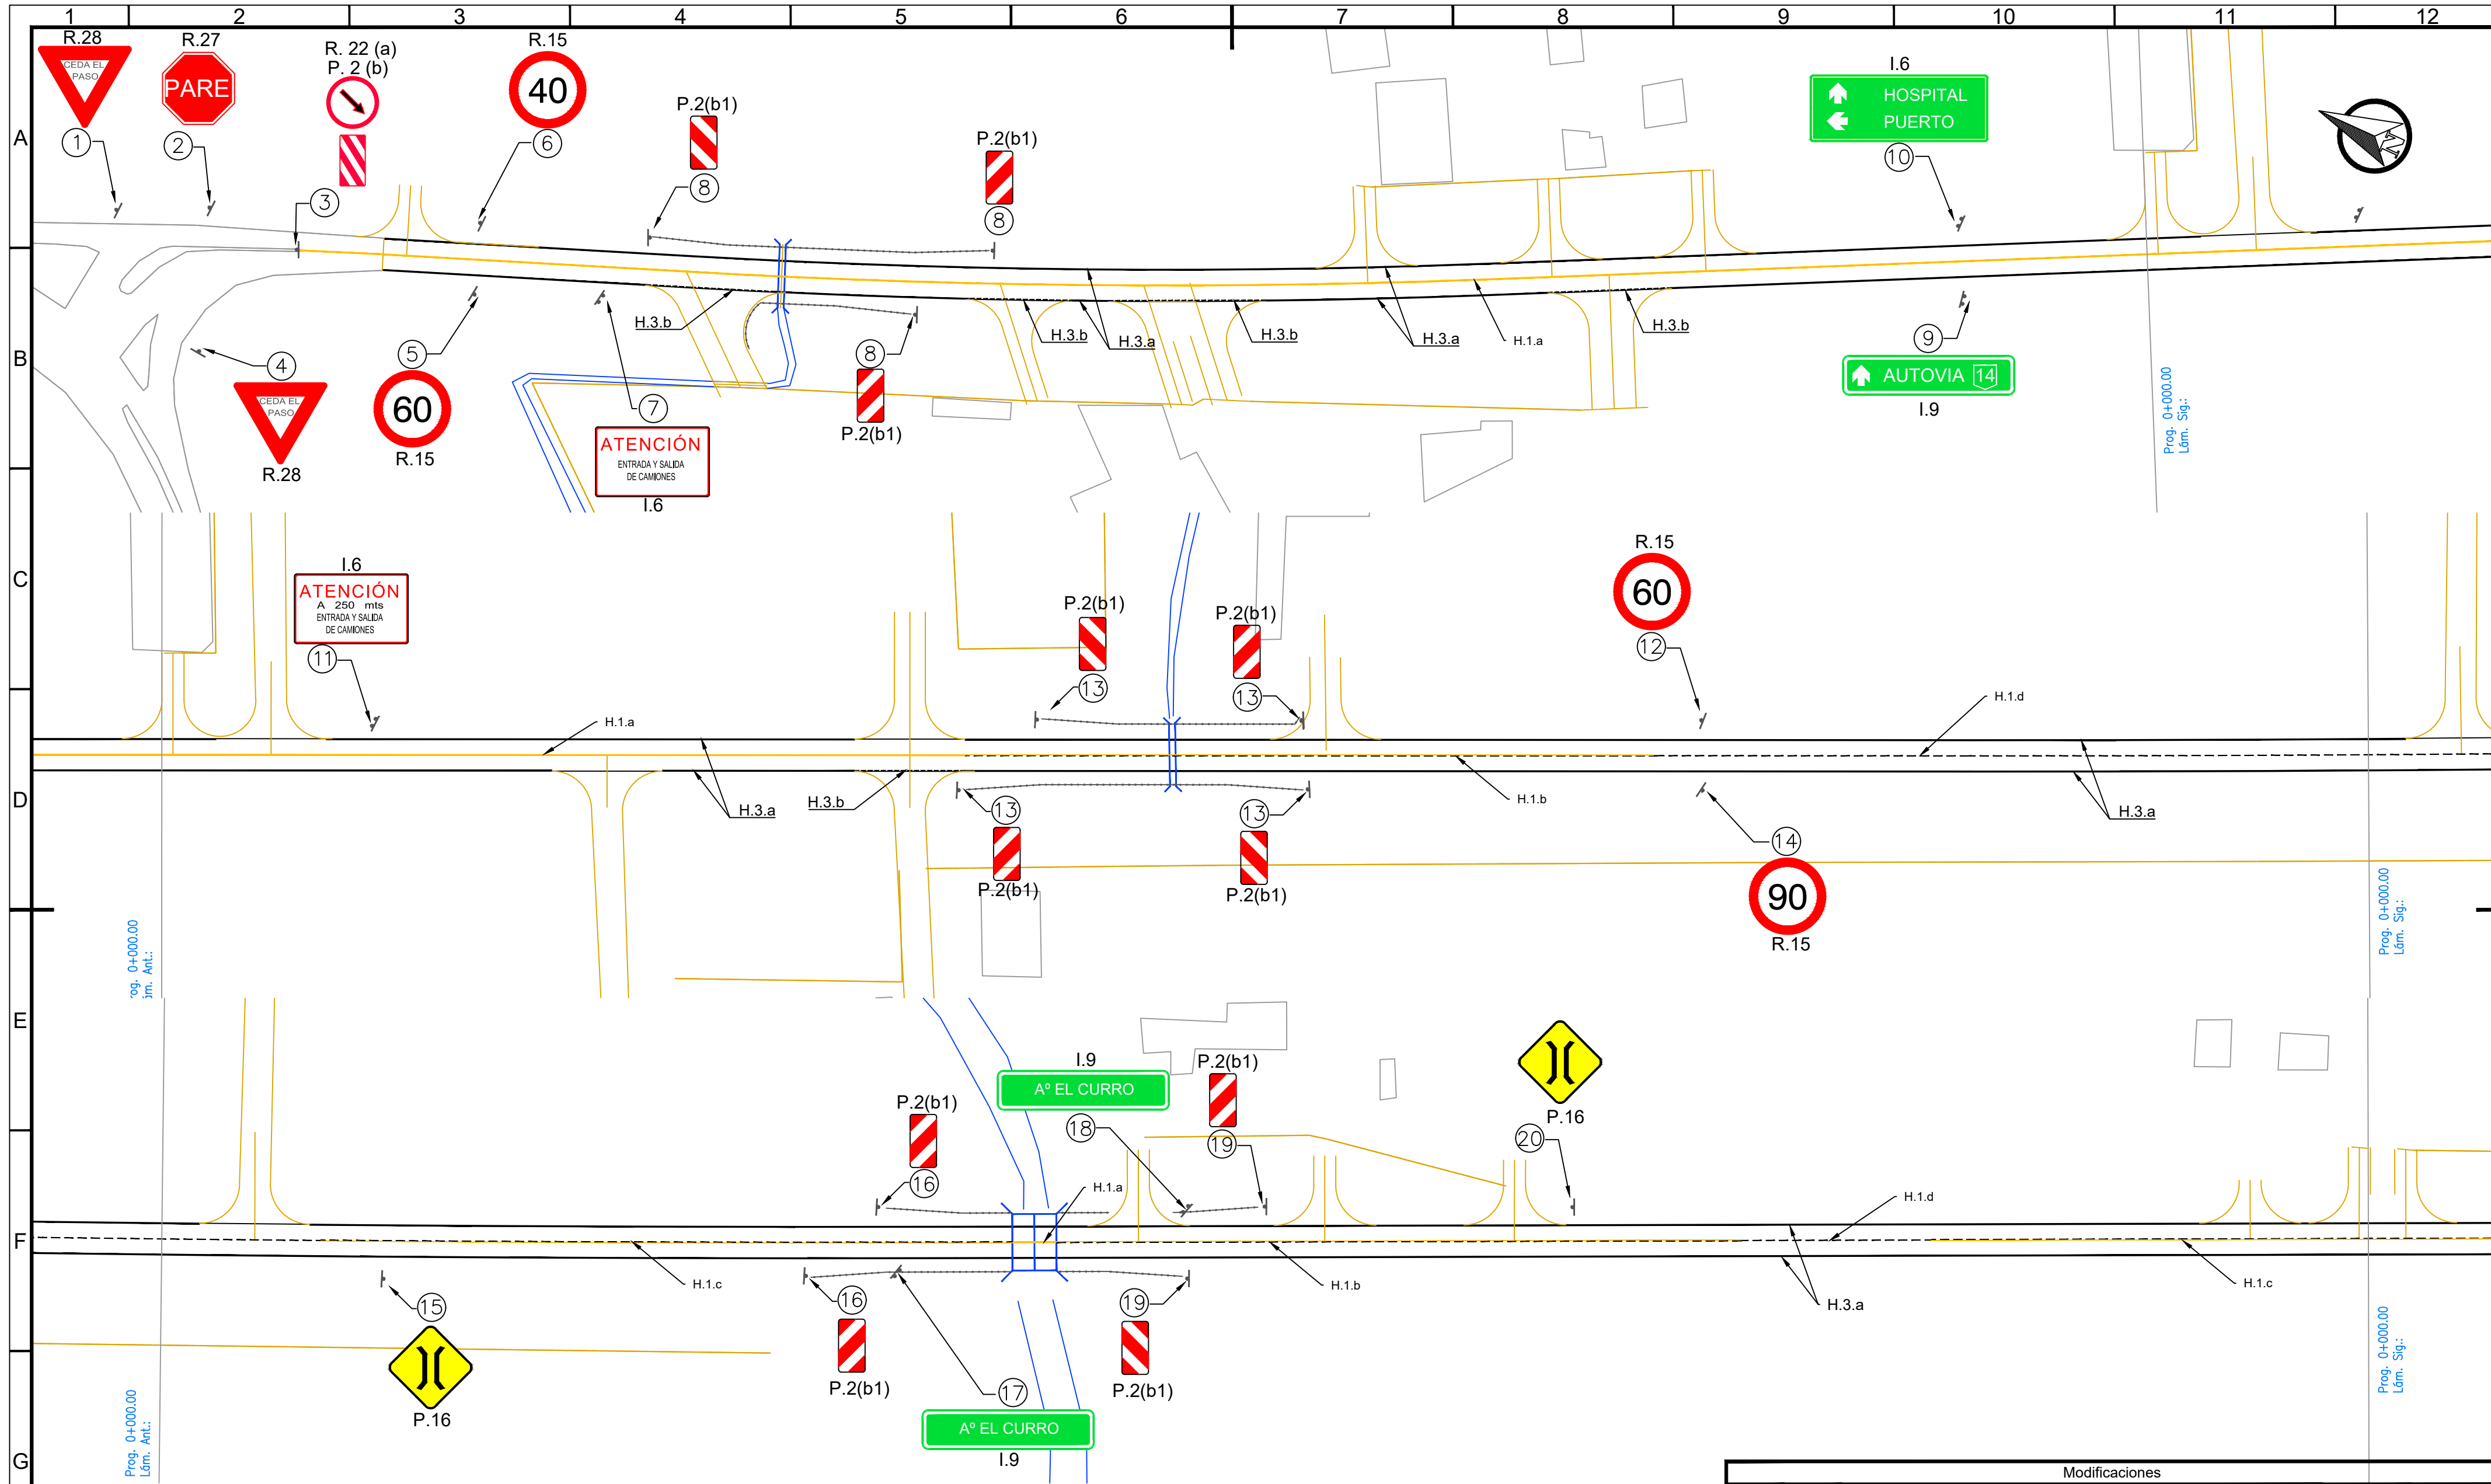 1 2 3 4 5 6 7 8 9 10 11 12
A
R.28
CEDA EL
PASO
1
R.27
PARE
2
R. 22 (a)
P. 2 (b)
3
R.15
40
6
P.2(b1)
8
P.2(b1)
8
I.6
HOSPITAL
PUERTO
10
B
4
CEDA EL
PASO
R.28
5
60
R.15
H.3.b
7
ATENCIÓN
ENTRADA Y SALIDA
DE CAMIONES
I.6
8
P.2(b1)
H.3.b
H.3.a
H.3.b
H.3.a
H.1.a
H.3.b
9
AUTOVIA 14
I.9
Prog. 0+000.00
Lám. Sig.:
C
I.6
ATENCIÓN
A 250 mts
ENTRADA Y SALIDA
DE CAMIONES
11
P.2(b1)
13
P.2(b1)
13
R.15
60
12
H.1.a
H.1.d
D
H.3.a
H.3.b
13
P.2(b1)
13
P.2(b1)
H.1.b
14
90
R.15
H.3.a
rog. 0+000.00
ám. Ant.:
Prog. 0+000.00
Lám. Sig.:
E
P.2(b1)
16
I.9
Aº EL CURRO
18
P.2(b1)
19
P.16
20
H.1.a
H.1.d
F
15
P.16
H.1.c
16
P.2(b1)
17
Aº EL CURRO
I.9
19
P.2(b1)
H.1.b
H.3.a
H.1.c
Prog. 0+000.00
Lám. Ant.:
Prog. 0+000.00
Lám. Sig.:
G
Modificaciones